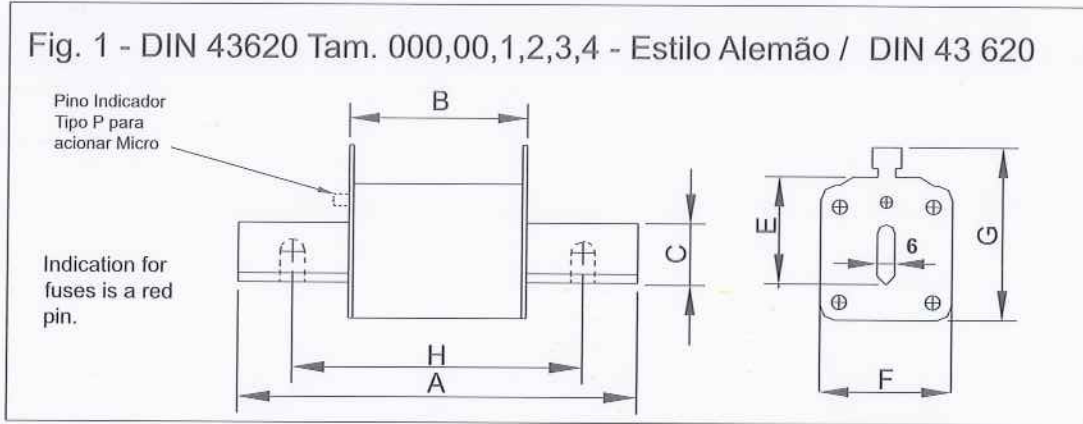 Fig. 1 - DIN 43620 Tam. 000,00,1,2,3,4 - Estilo Alemão / DIN 43 620
Pino Indicador
Tipo P para
acionar Micro
B
E
G
C
6
Indication for
fuses is a red
pin.
H
A
F